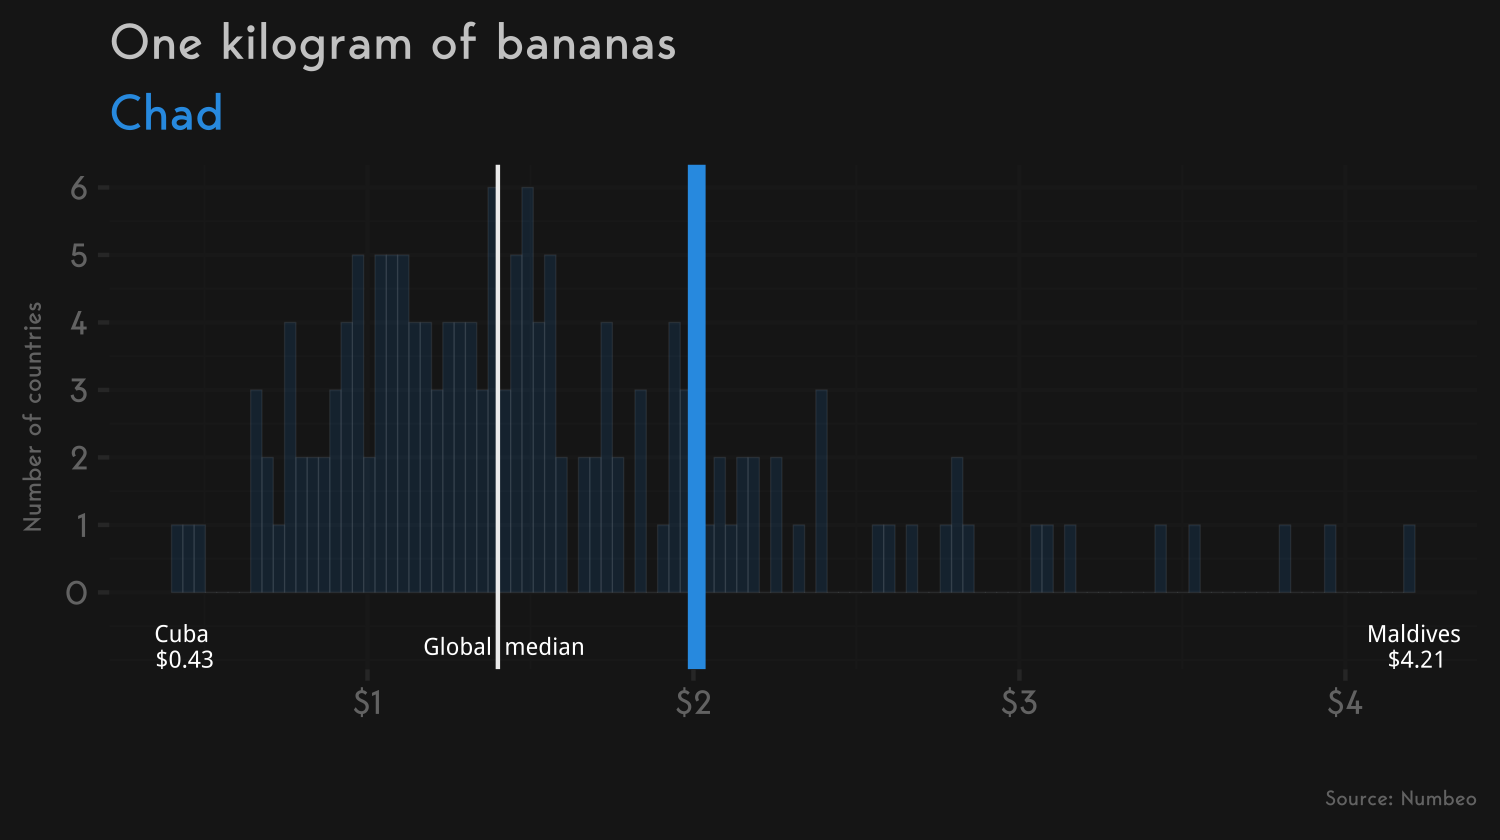 One kilogram of bananas
Chad
Number of countries
6
5
4
3
2
1
0
Cuba
$0.43
Global median
Maldives
$4.21
$1 $2 $3 $4
Source: Numbeo